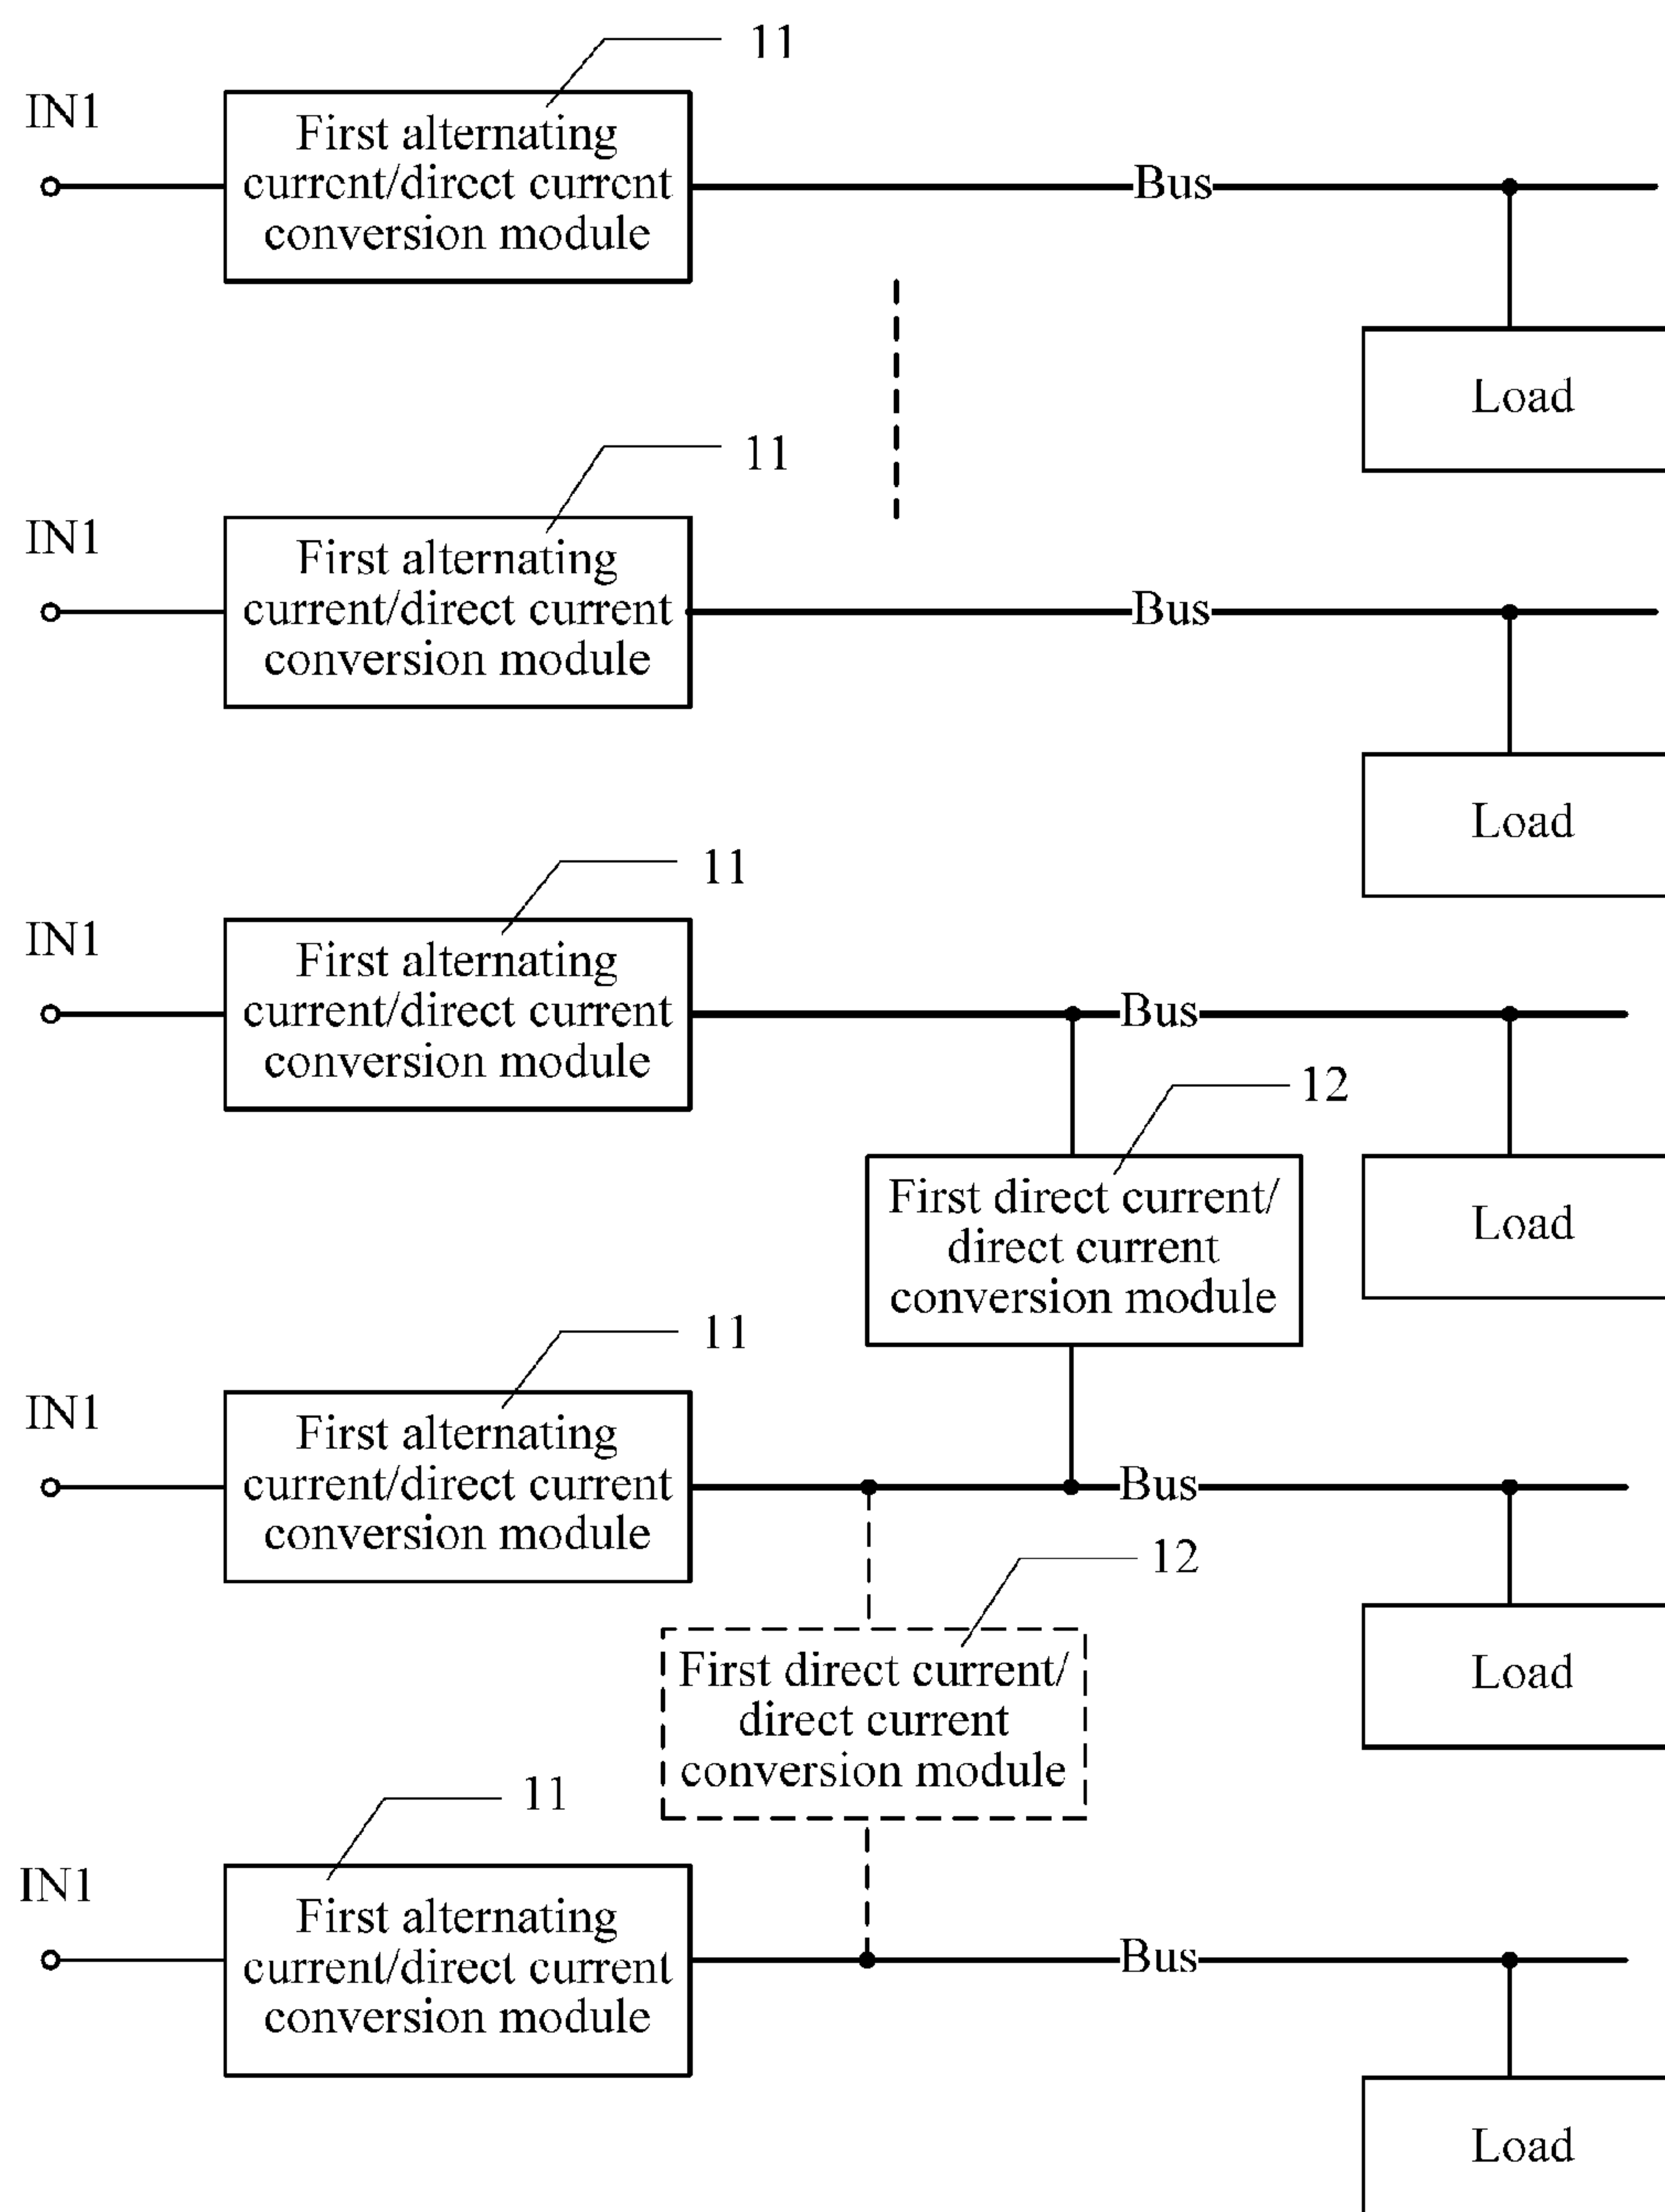 11
IN1
First alternating
current/direct current
conversion module
Bus
Load
11
IN1
First alternating
current/direct current
conversion module
Bus
Load
11
IN1
First alternating
current/direct current
conversion module
Bus
12
First direct current/
direct current
conversion module
Load
11
IN1
First alternating
current/direct current
conversion module
Bus
12
First direct current/
direct current
conversion module
Load
11
IN1
First alternating
current/direct current
conversion module
Bus
Load